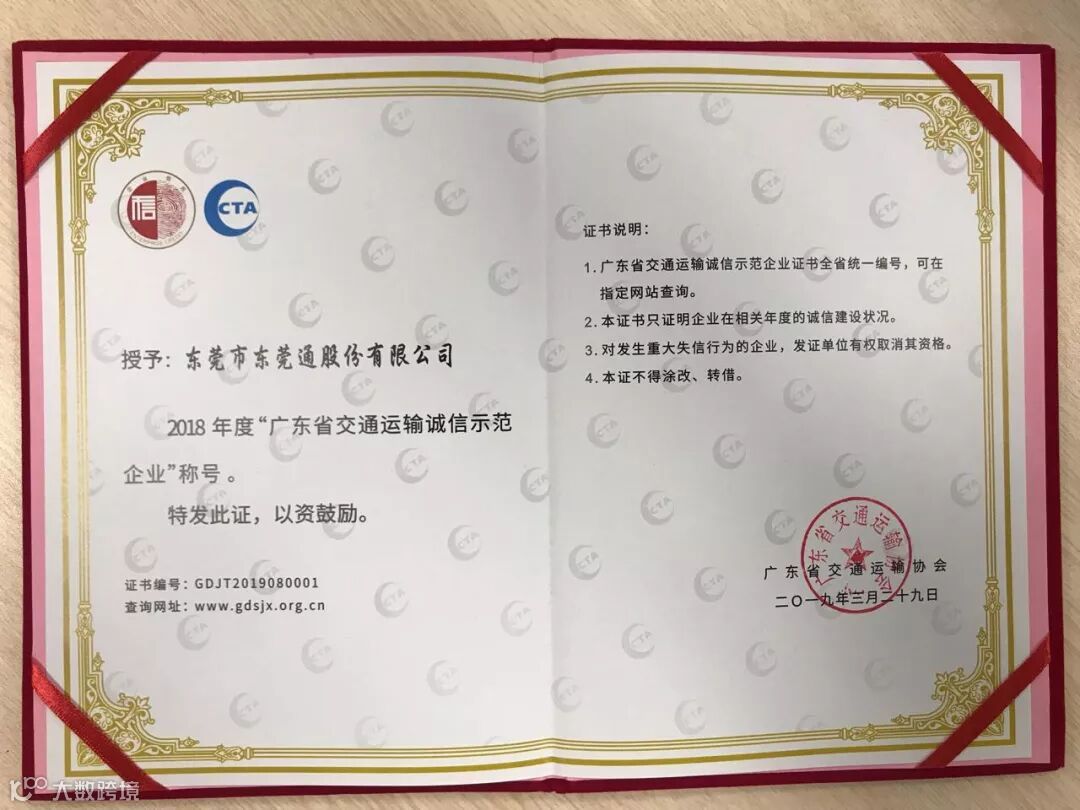 信
CTA
授予：东莞市东莞通股份有限公司
2018 年度“广东省交通运输诚信示范
企业”称号 。
特发此证，以资鼓励。
证书编号：GDJT2019080001
查询网址：www.gdsjx.org.cn
证书说明：
1. 广东省交通运输诚信示范企业证书全省统一编号，可在
指定网站查询。
2. 本证书只证明企业在相关年度的诚信建设状况。
3. 对发生重大失信行为的企业，发证单位有权取消其资格。
4. 本证不得涂改、转借。
广东省交通运输协会
二〇一九年三月二十九日
大数跨境